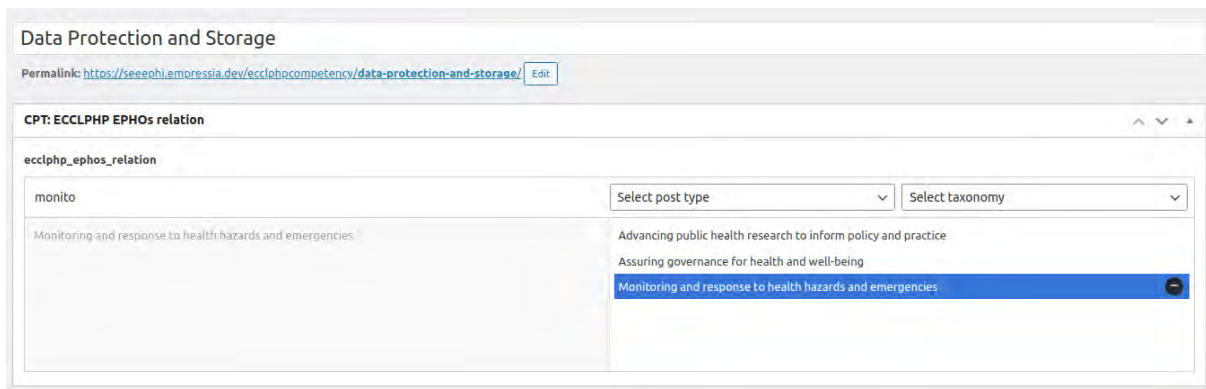 Data Protection and Storage
Permalink: https://seeephi.empressia.dev/ecclphpcompetency/data-protection-and-storage/ Edit
CPT: ECCLPHP EPHOs relation
ecclphp_ephos_relation
monito Select post type Select taxonomy
Monitoring and response to health hazards and emergencies Advancing public health research to inform policy and practice
Assuring governance for health and well-being
Monitoring and response to health hazards and emergencies